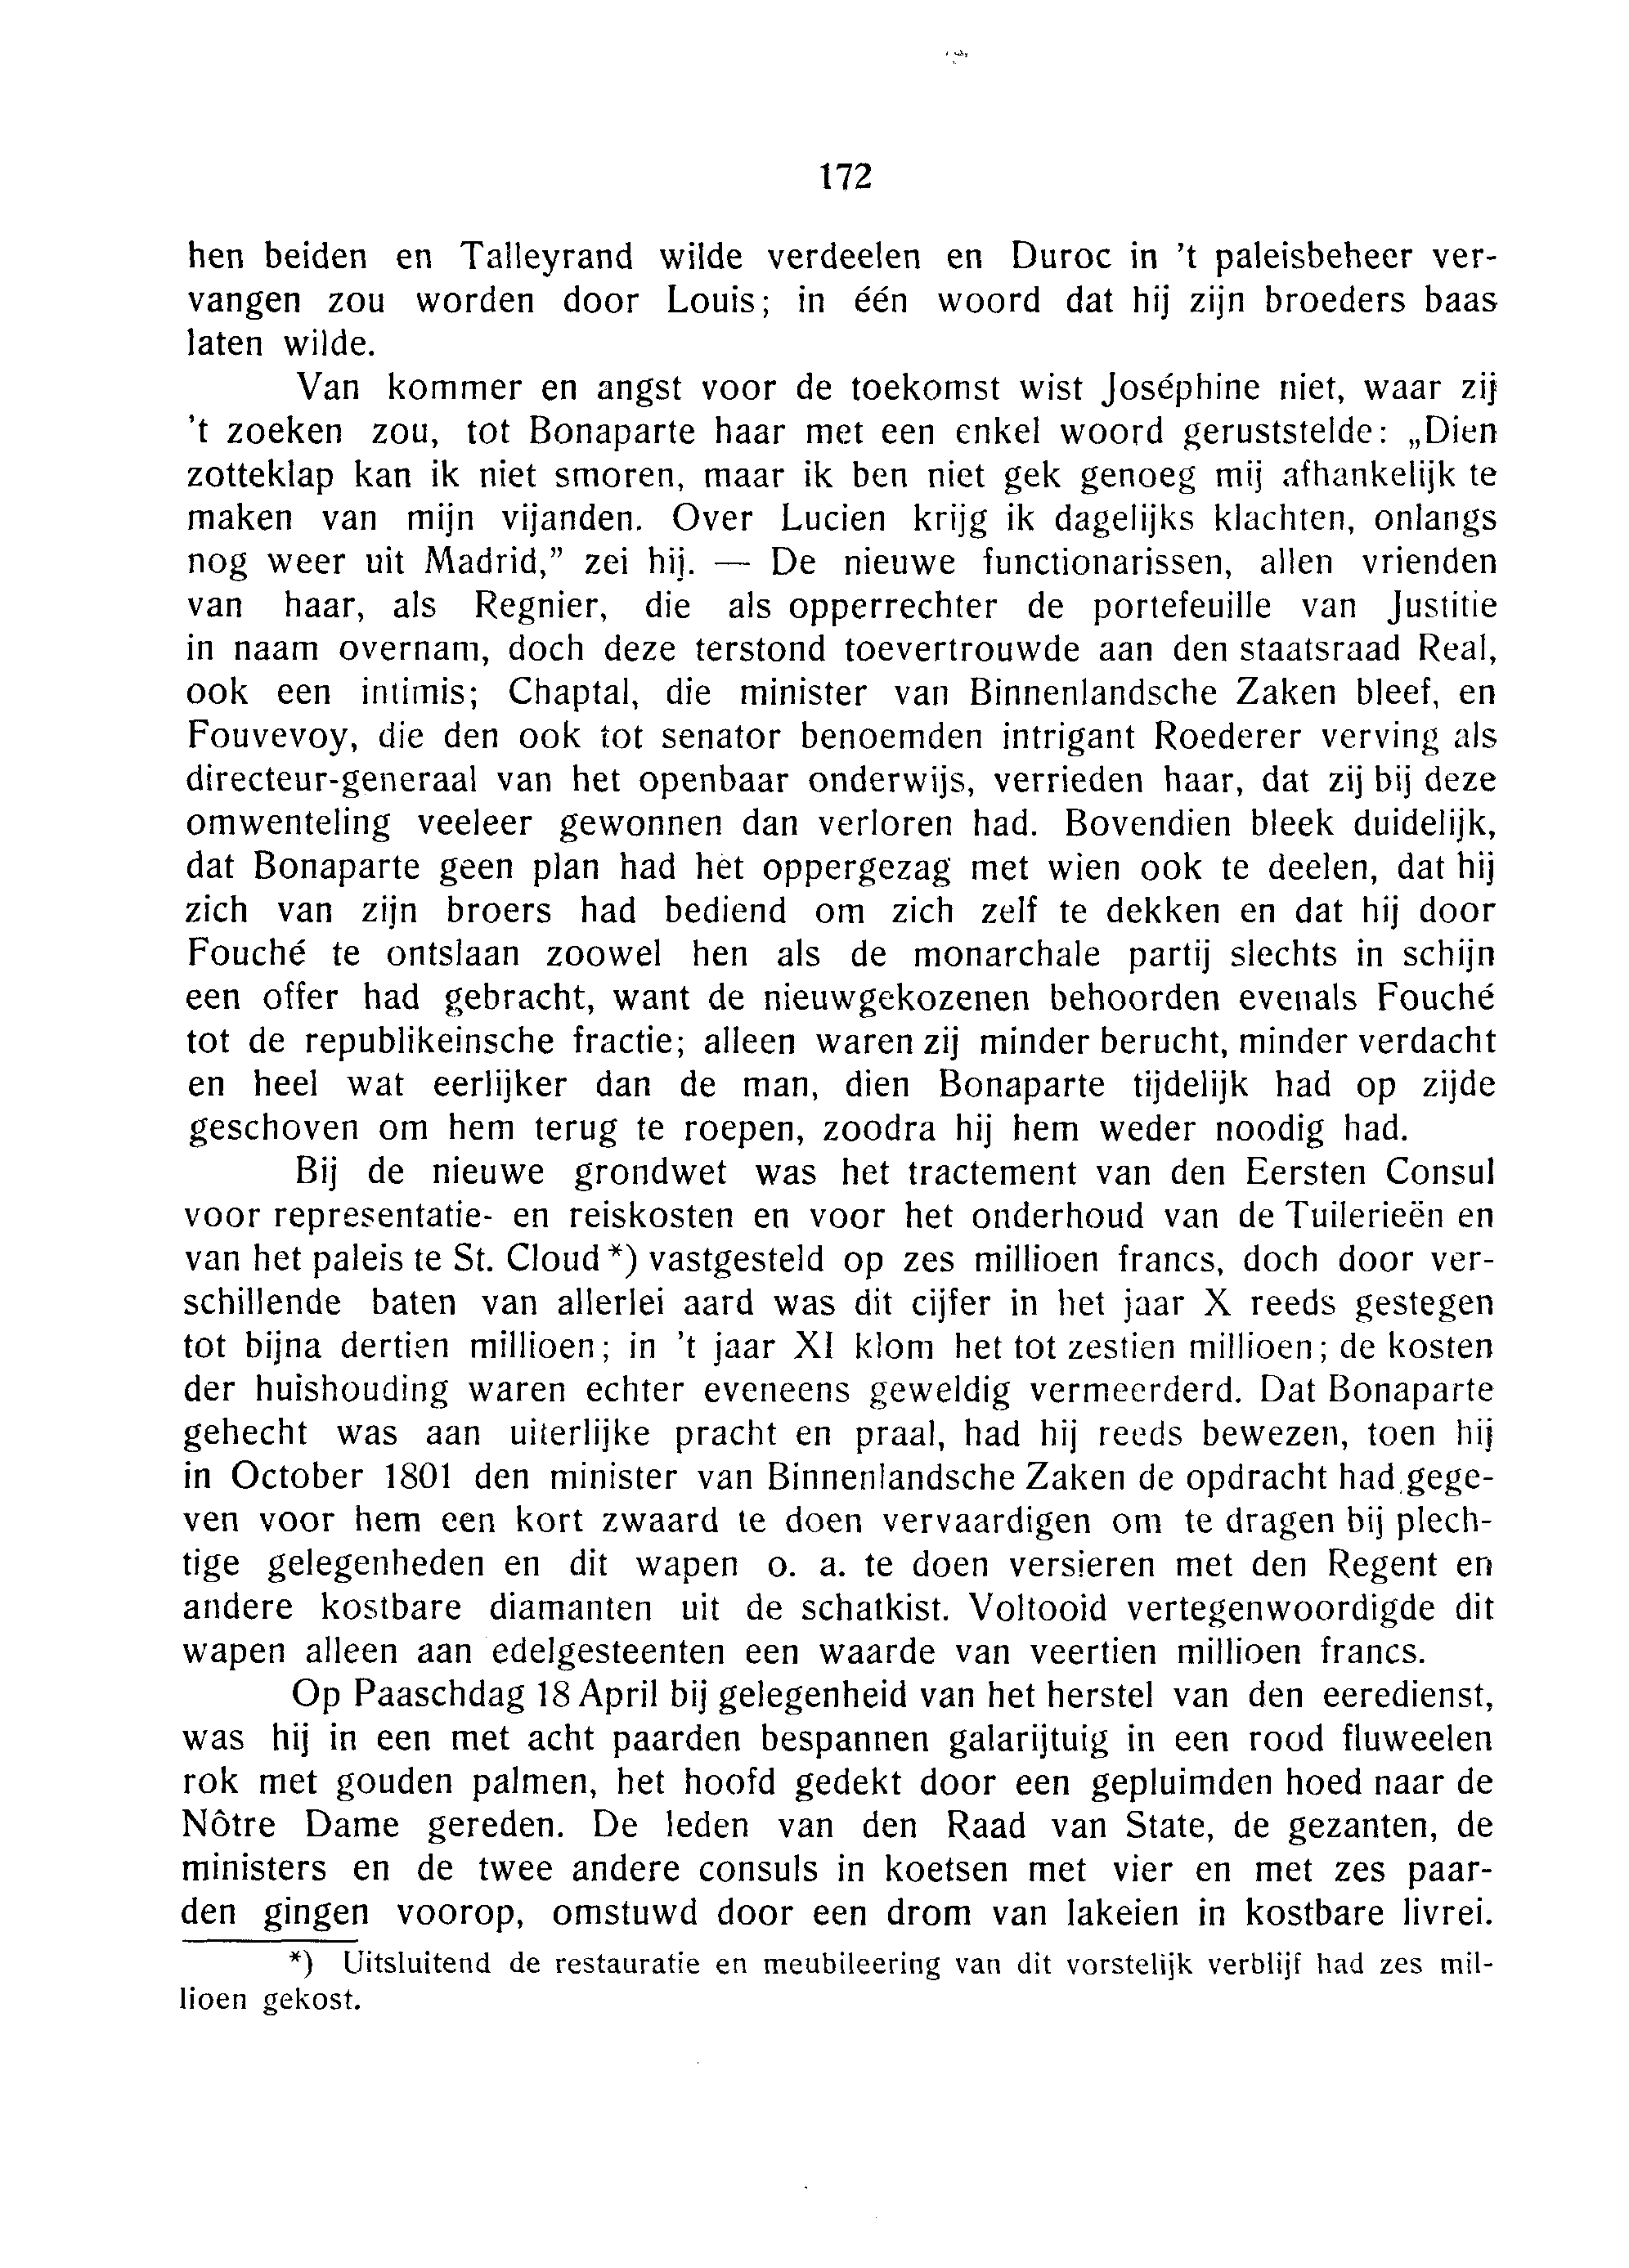 172
hen beiden en Talleyrand wilde verdeelen en Duroc in 't paleisbeheer ver-
vangen zou worden door Louis; in één woord dat hij zijn broeders baas
laten wilde.
Van kommer en angst voor de toekomst wist Joséphine niet, waar zij
't zoeken zou, tot Bonaparte haar met een enkel woord geruststelde: „Dien
zotteklap kan ik niet smoren, maar ik ben niet gek genoeg mij afhankelijk te
maken van mijn vijanden. Over Lucien krijg ik dagelijks klachten, onlangs
nog weer uit Madrid,” zei hij. — De nieuwe functionarissen, allen vrienden
van haar, als Regnier, die als opperrechter de portefeuille van Justitie
in naam overnam, doch deze terstond toevertrouwde aan den staatsraad Real,
ook een intimis; Chaptal, die minister van Binnenlandsche Zaken bleef, en
Fouvevoy, die den ook tot senator benoemden intrigant Roederer verving als
directeur-generaal van het openbaar onderwijs, verrieden haar, dat zij bij deze
omwenteling veeleer gewonnen dan verloren had. Bovendien bleek duidelijk,
dat Bonaparte geen plan had het oppergezag met wien ook te deelen, dat hij
zich van zijn broers had bediend om zich zelf te dekken en dat hij door
Fouché te ontslaan zoowel hen als de monarchale partij slechts in schijn
een offer had gebracht, want de nieuwgekozenen behoorden evenals Fouché
tot de republikeinsche fractie; alleen waren zij minder berucht, minder verdacht
en heel wat eerlijker dan de man, dien Bonaparte tijdelijk had op zijde
geschoven om hem terug te roepen, zoodra hij hem weder noodig had.
Bij de nieuwe grondwet was het tractement van den Eersten Consul
voor representatie- en reiskosten en voor het onderhoud van de Tuilerieën en
van het paleis te St. Cloud *) vastgesteld op zes millioen francs, doch door ver-
schillende baten van allerlei aard was dit cijfer in het jaar X reeds gestegen
tot bijna dertien millioen; in 't jaar XI klom het tot zestien millioen; de kosten
der huishouding waren echter eveneens geweldig vermeerderd. Dat Bonaparte
gehecht was aan uiterlijke pracht en praal, had hij reeds bewezen, toen hij
in October 1801 den minister van Binnenlandsche Zaken de opdracht had gege-
ven voor hem een kort zwaard te doen vervaardigen om te dragen bij plech-
tige gelegenheden en dit wapen o. a. te doen versieren met den Regent en
andere kostbare diamanten uit de schatkist. Voltooid vertegenwoordigde dit
wapen alleen aan edelgesteenten een waarde van veertien millioen francs.
Op Paaschdag 18 April bij gelegenheid van het herstel van den eeredienst,
was hij in een met acht paarden bespannen galarijtuig in een rood fluweelen
rok met gouden palmen, het hoofd gedekt door een gepluimden hoed naar de
Nôtre Dame gereden. De leden van den Raad van State, de gezanten, de
ministers en de twee andere consuls in koetsen met vier en met zes paar-
den gingen voorop, omstuwd door een drom van lakeien in kostbare livrei.
*) Uitsluitend de restauratie en meubileering van dit vorstelijk verblijf had zes mil-
lioen gekost.